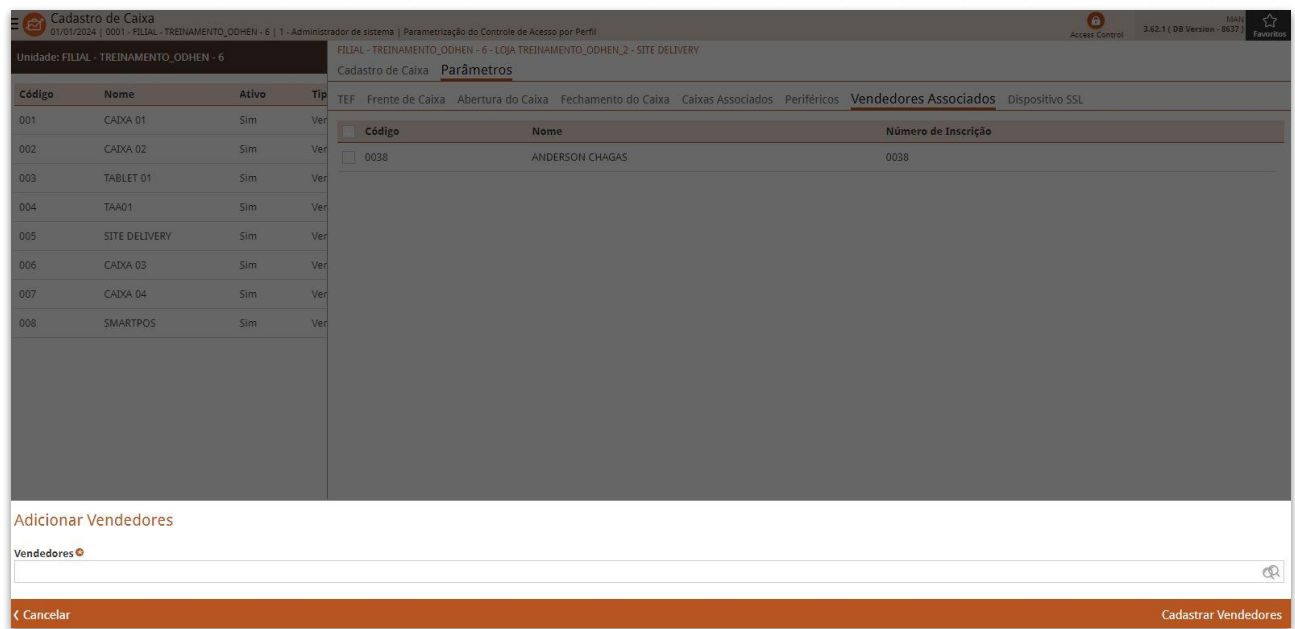 Cadastro de Caixa
01/01/2024 | 0001 - FILIAL - TREINAMENTO_ODHEN - 6 | 1 - Administrador de sistema | Parametrização do Controle de Acesso por Perfil
Access Control
MAN
3.62.1 ( DB Version - 8637 )
Favoritos
Unidade: FILIAL - TREINAMENTO_ODHEN - 6
FILIAL - TREINAMENTO_ODHEN - 6 - LOJA TREINAMENTO_ODHEN_2 - SITE DELIVERY
Cadastro de Caixa Parâmetros
Código Nome Ativo Tip
TEF Frente de Caixa Abertura do Caixa Fechamento do Caixa Caixas Associados Periféricos Vendedores Associados Dispositivo SSL
001 CAIXA 01 Sim Ver
002 CAIXA 02 Sim Ver
003 TABLET 01 Sim Ver
004 TAA01 Sim Ver
005 SITE DELIVERY Sim Ver
006 CAIXA 03 Sim Ver
007 CAIXA 04 Sim Ver
008 SMARTPOS Sim Ver
Código Nome Número de Inscrição
0038 ANDERSON CHAGAS 0038
Adicionar Vendedores
Vendedores
Cancelar Cadastrar Vendedores